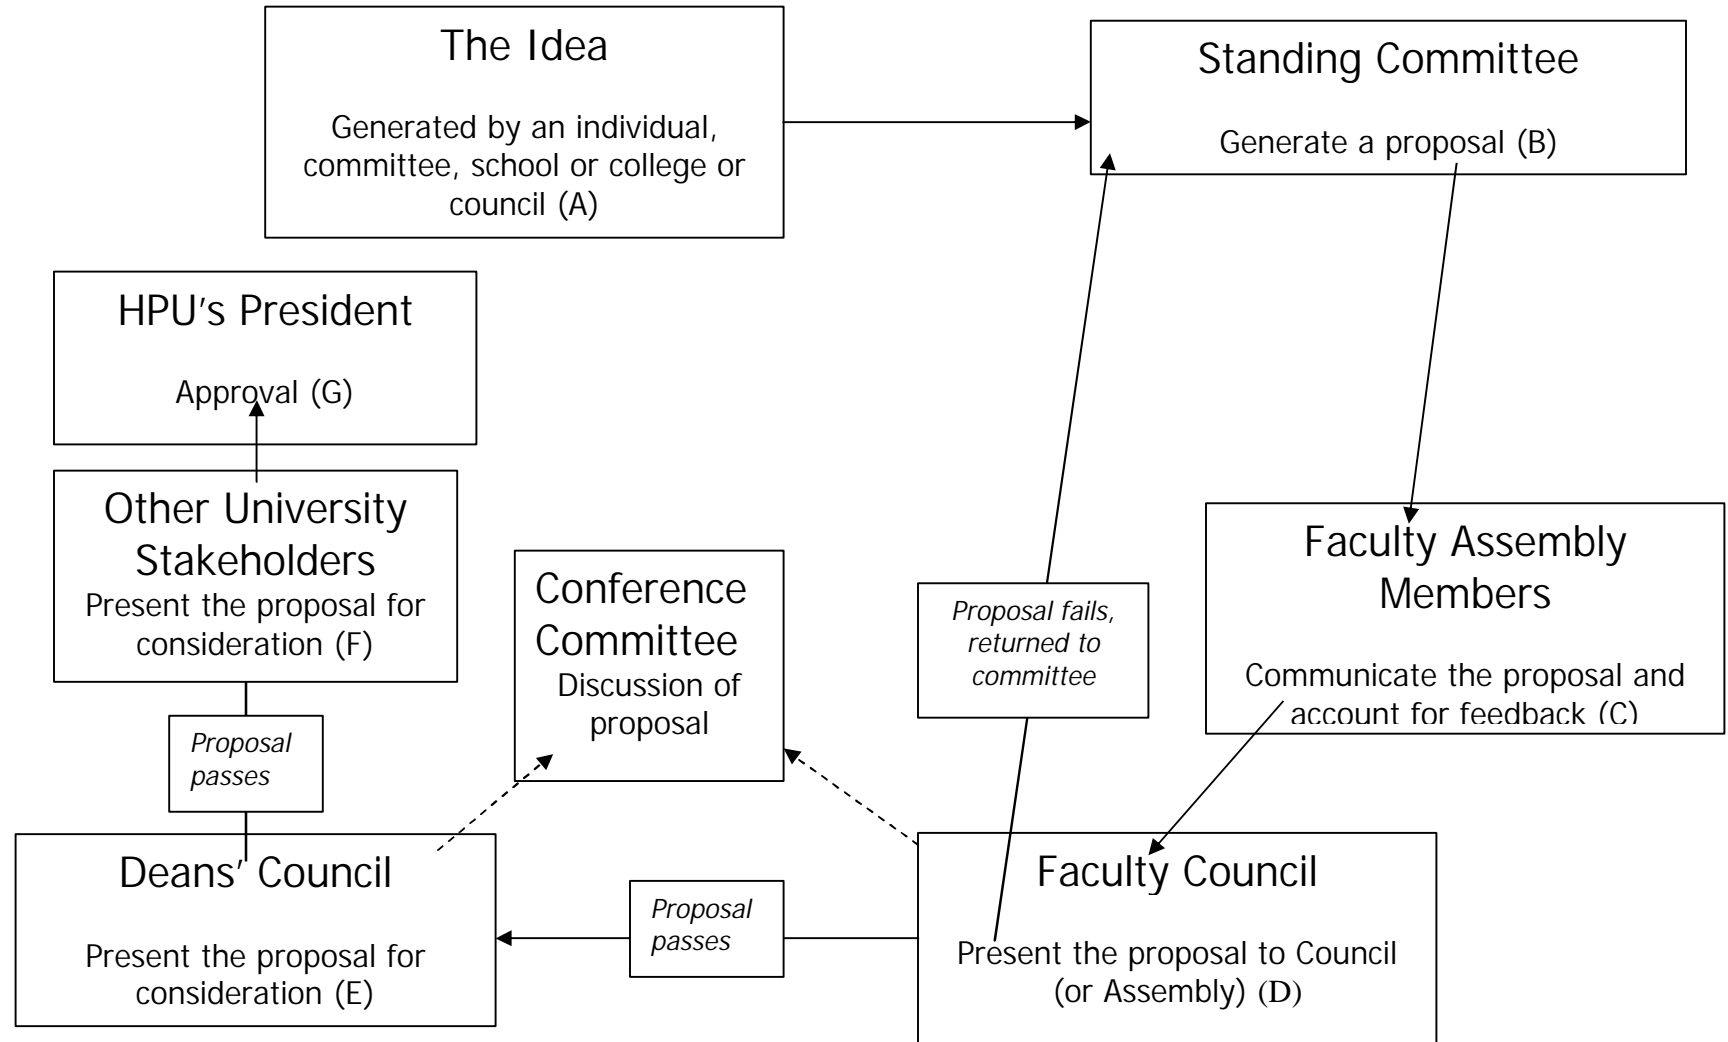 The Idea
Generated by an individual,
committee, school or college or
council (A)
Standing Committee
Generate a proposal (B)
HPU's President
Approval (G)
Other University
Stakeholders
Present the proposal for
consideration (F)
Conference
Committee
Discussion of
proposal
Proposal fails,
returned to
committee
Faculty Assembly
Members
Communicate the proposal and
account for feedback (C)
Proposal
passes
Deans' Council
Present the proposal for
consideration (E)
Proposal
passes
Faculty Council
Present the proposal to Council
(or Assembly) (D)